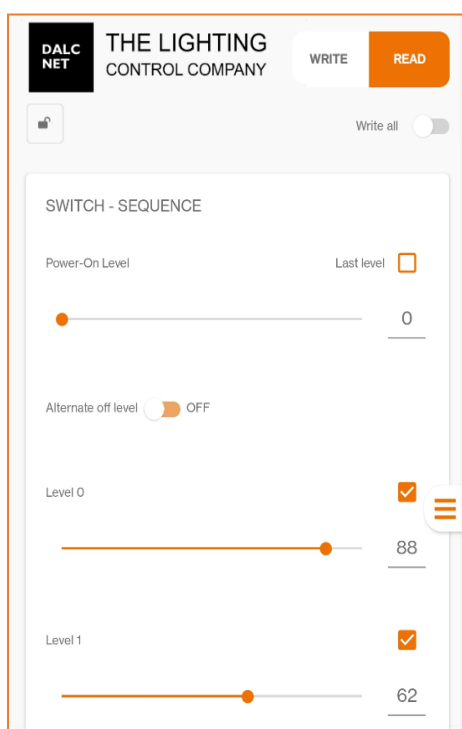 DALC
NET
THE LIGHTING
CONTROL COMPANY
WRITE
READ
Write all
SWITCH - SEQUENCE
Power-On Level
Last level
0
Alternate off level
OFF
Level 0
88
Level 1
62